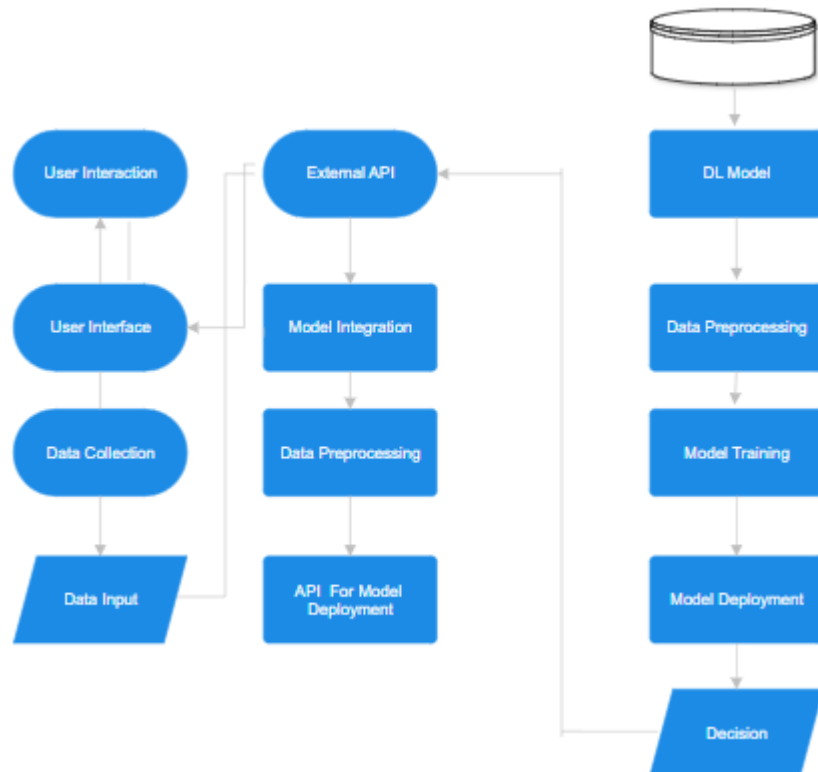 User Interaction
External API
DL Model
User Interface
Model Integration
Data Preprocessing
Data Collection
Data Preprocessing
Model Training
Data Input
API For Model
Deployment
Model Deployment
Decision